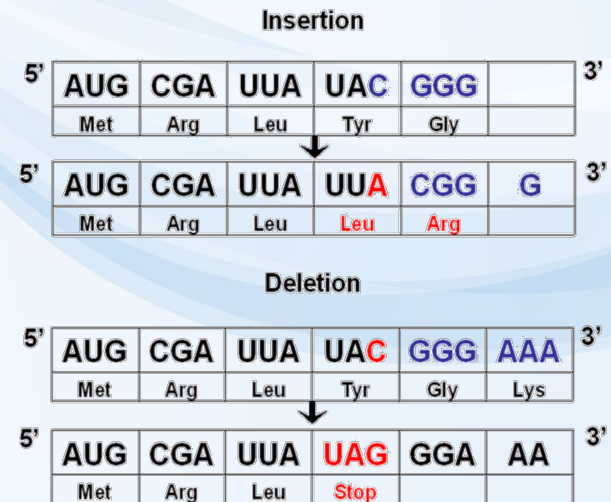 Insertion
5' AUG CGA UUA UAC GGG 3'
Met Arg Leu Tyr Gly
5' AUG CGA UUA UUA CGG G 3'
Met Arg Leu Leu Arg
Deletion
5' AUG CGA UUA UAC GGG AAA 3'
Met Arg Leu Tyr Gly Lys
5' AUG CGA UUA UAG GGA AA 3'
Met Arg Leu Stop